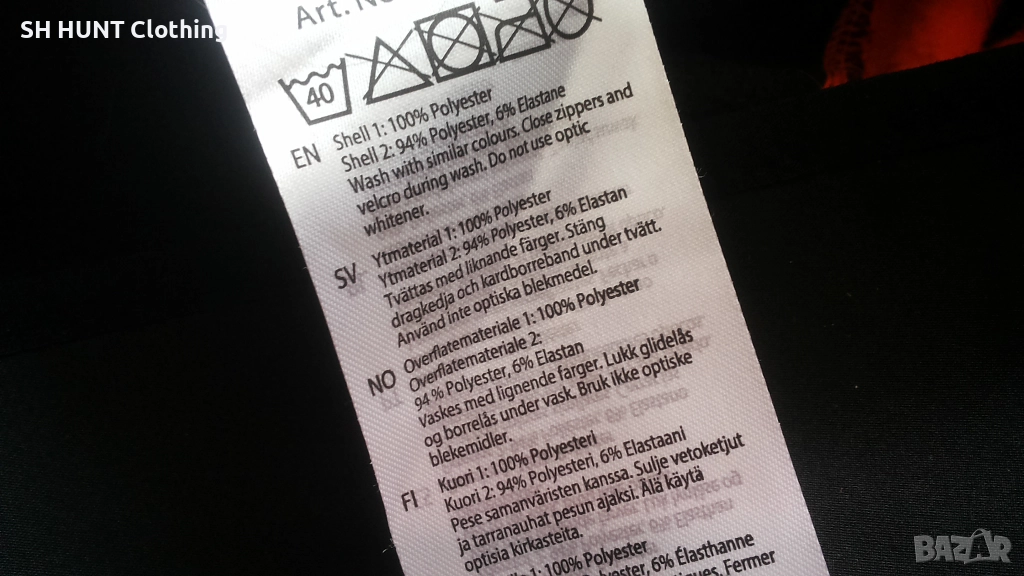 SH HUNT Clothing
Art. No
40
EN
Shell 1: 100% Polyester
Shell 2: 94% Polyester, 6% Elastane
Wash with similar colours. Close zippers and
velcro during wash. Do not use optic
whitener.
SV
Ytmaterial 1: 100% Polyester
Ytmaterial 2: 94% Polyester, 6% Elastan
Tvättas med liknande färger. Stäng
dragkedja och kardborreband under tvätt.
Använd inte optiska blekmedel.
NO
Overflatemateriale 1: 100% Polyester
Overflatemateriale 2:
94 % Polyester, 6% Elastan
Vaskes med lignende farger. Lukk glidelås
og borrelås under vask. Bruk ikke optiske
blekemidler.
FI
Kuori 1: 100% Polyesteri
Kuori 2: 94% Polyesteri, 6% Elastaani
Pese samanväristen kanssa. Sulje vetoketjut
ja tarranauhat pesun ajaksi. Älä käytä
optisia kirkasteita.
1: 100% Polyester
Polyester, 6% Élasthanne
Fermer
BAZAR